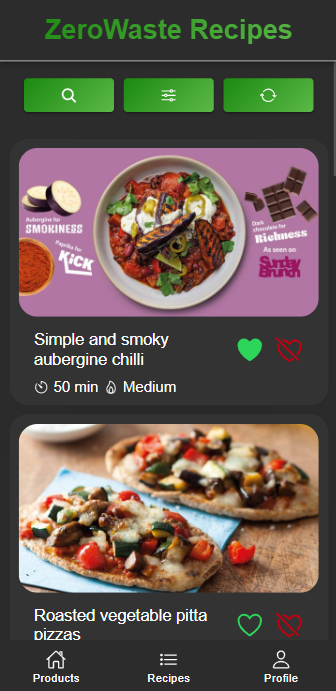 ZeroWaste Recipes
Aubergine for
SMOKINESS
Paprika for
KICK
Dark
chocolate for
Richness
As seen on
Sunday
Brunch
Simple and smoky
aubergine chilli
50 min Medium
Roasted vegetable pitta
pizzas
Products Recipes Profile